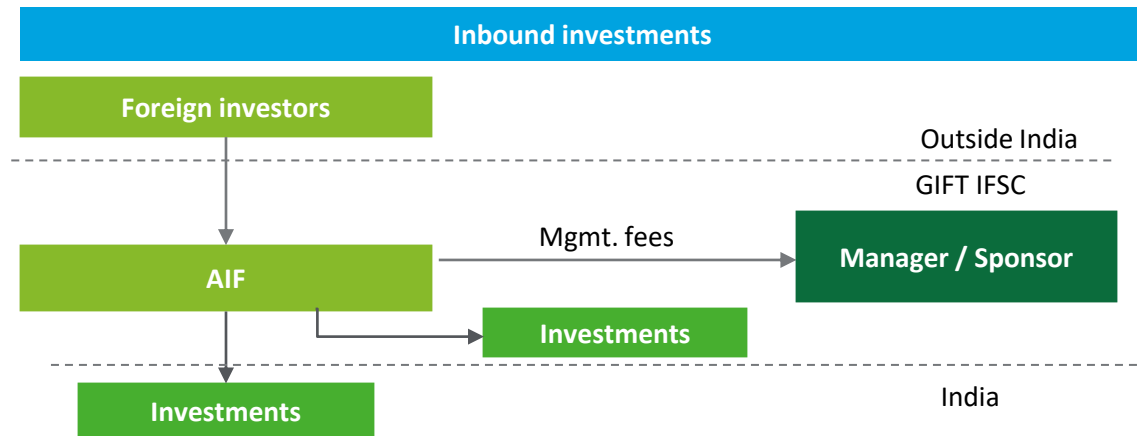 Inbound investments
Foreign investors
Outside India
GIFT IFSC
Mgmt. fees
Manager / Sponsor
AIF
Investments
India
Investments